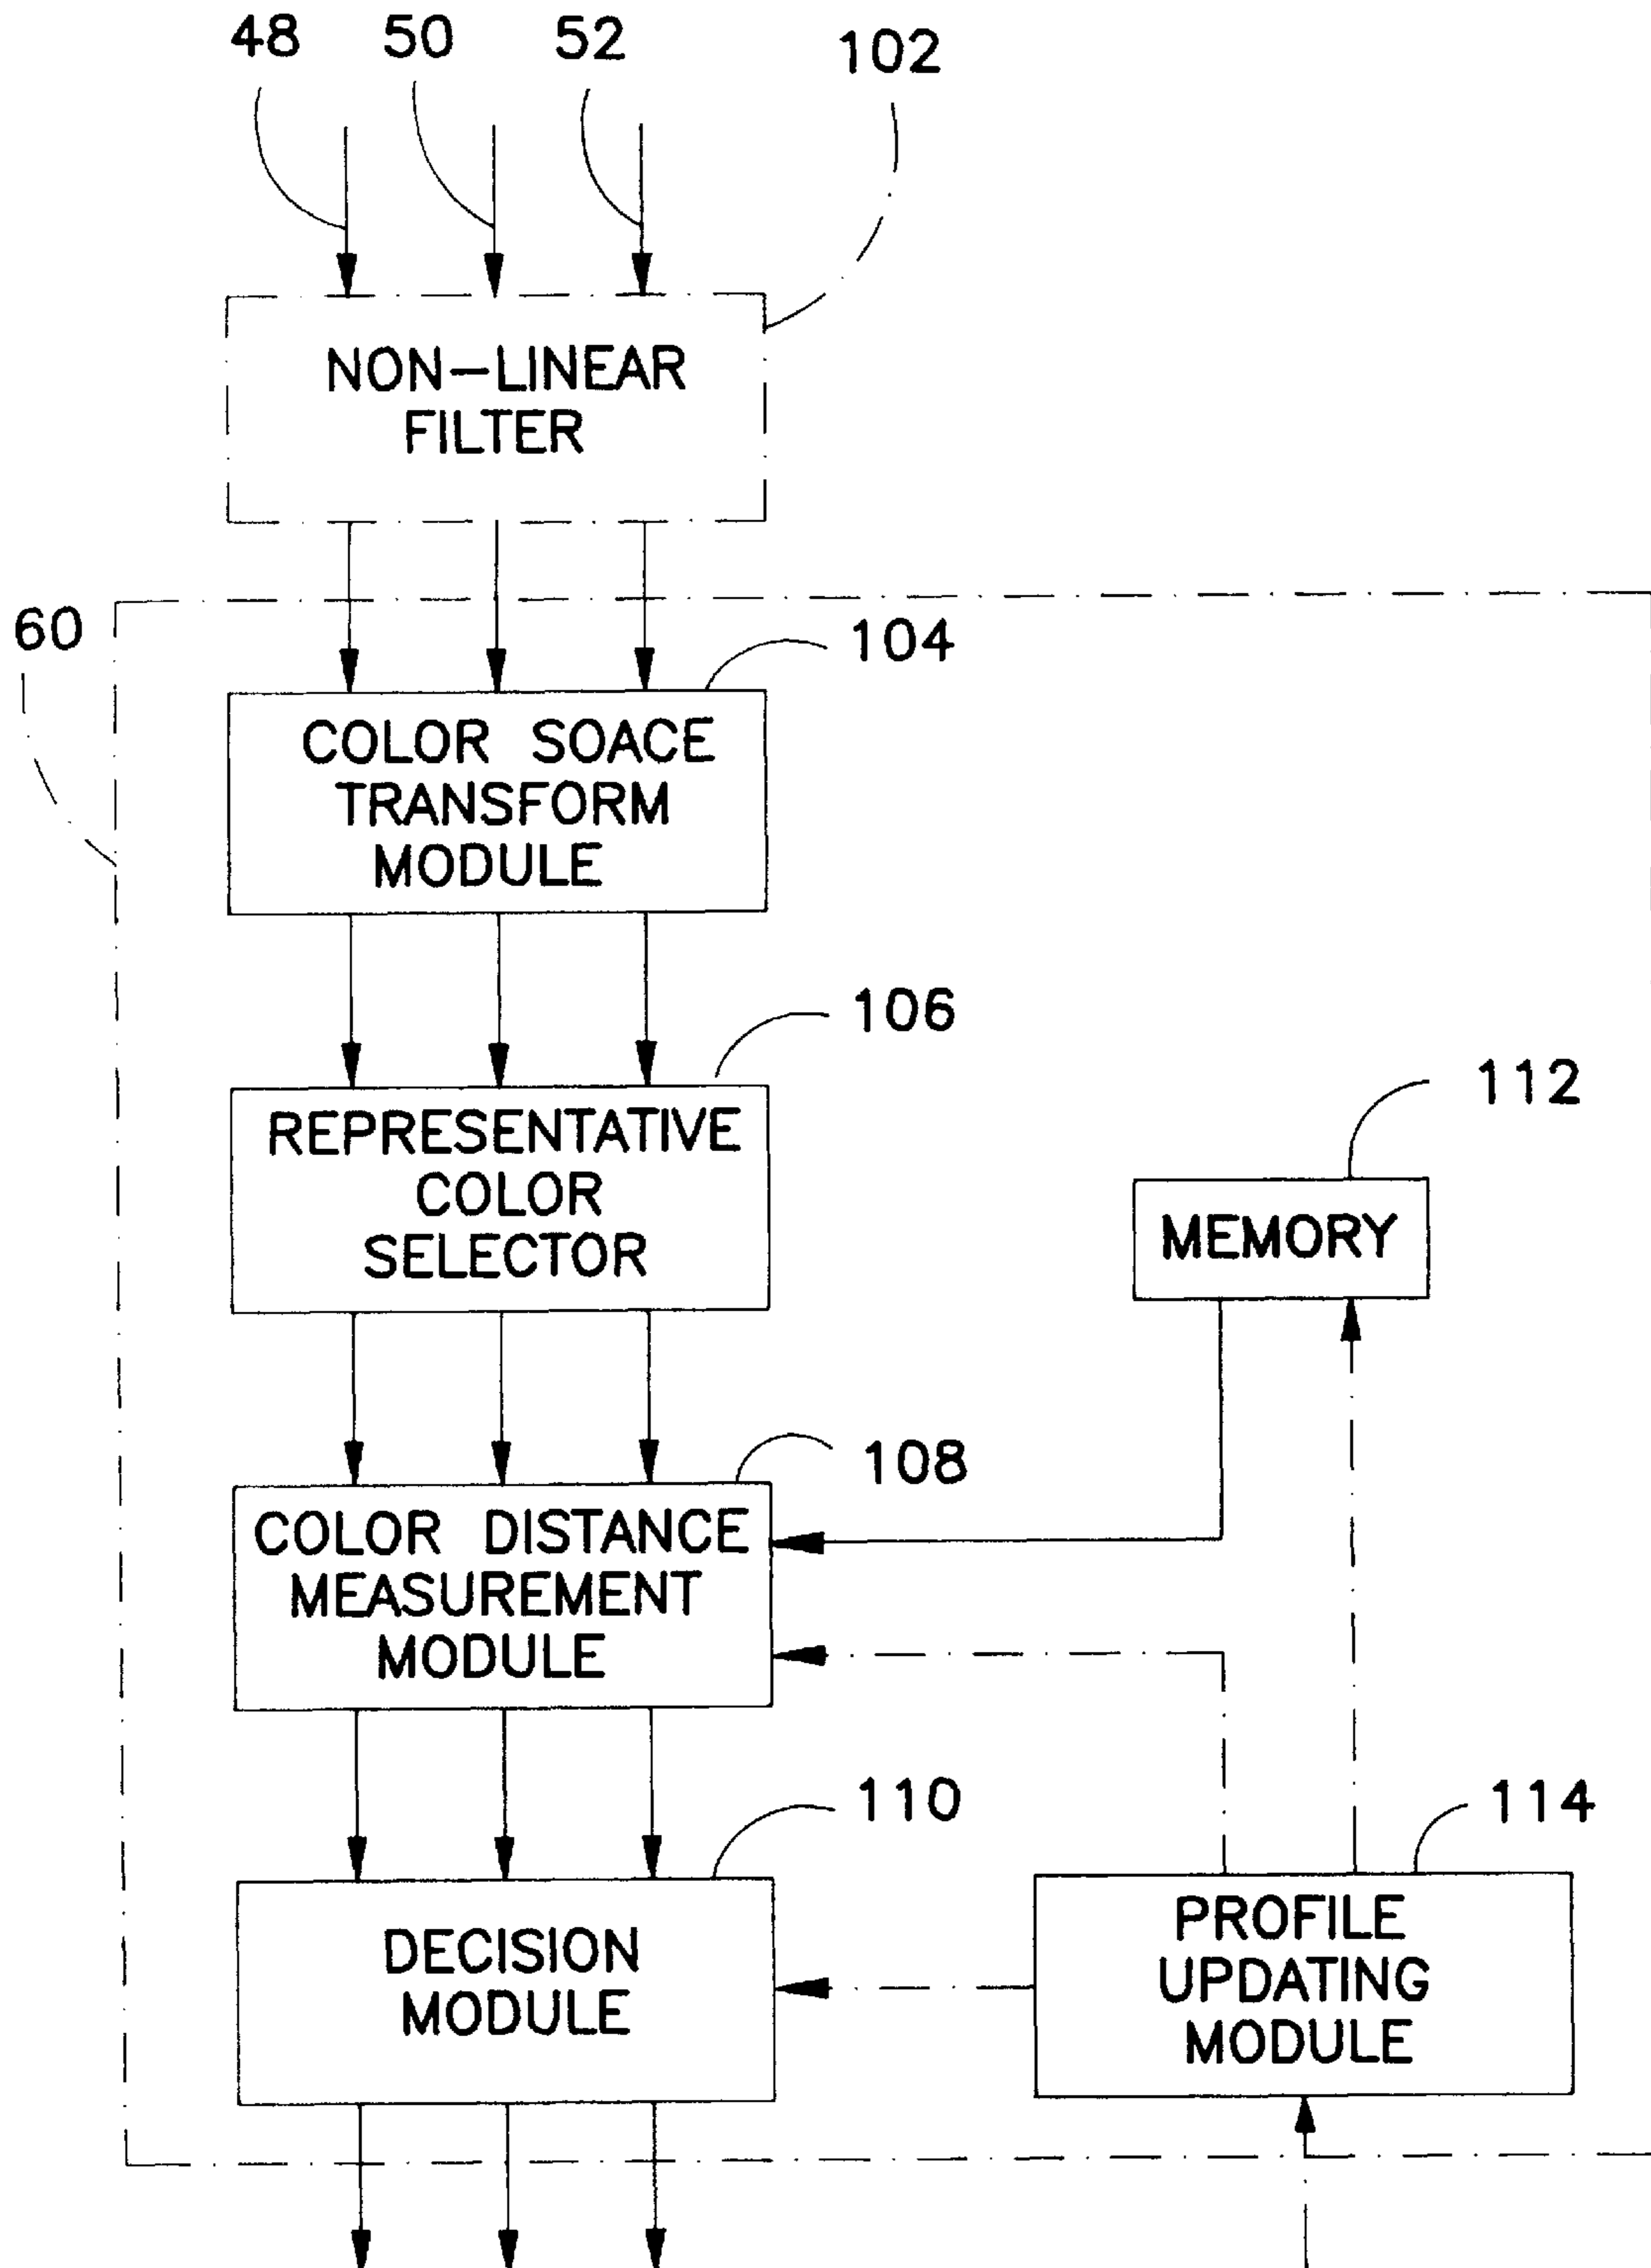 48 50 52 102
NON-LINEAR
FILTER
60
104
COLOR SOACE
TRANSFORM
MODULE
106
REPRESENTATIVE
COLOR
SELECTOR
112
MEMORY
108
COLOR DISTANCE
MEASUREMENT
MODULE
110
DECISION
MODULE
114
PROFILE
UPDATING
MODULE